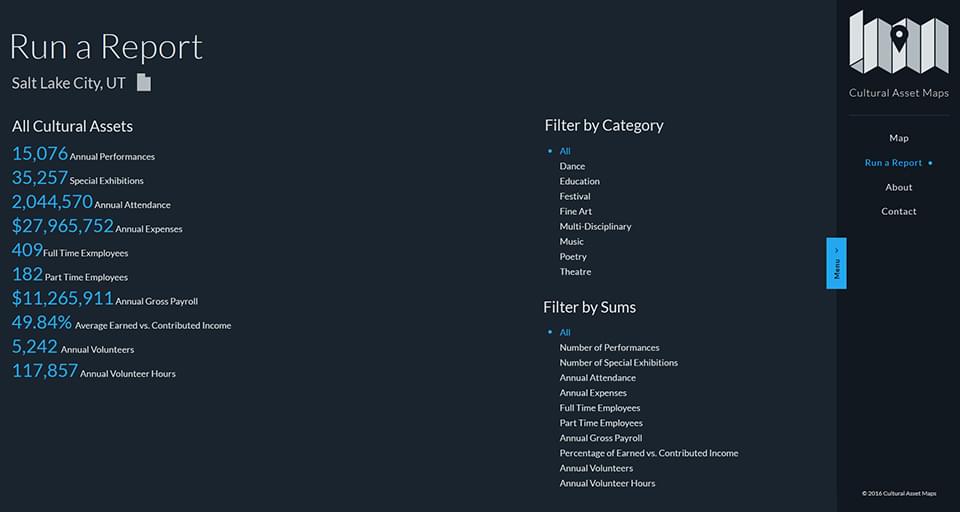 Run a Report
Salt Lake City, UT
All Cultural Assets
15,076 Annual Performances
35,257 Special Exhibitions
2,044,570 Annual Attendance
$27,965,752 Annual Expenses
409 Full Time Exmployees
182 Part Time Employees
$11,265,911 Annual Gross Payroll
49.84% Average Earned vs. Contributed Income
5,242 Annual Volunteers
117,857 Annual Volunteer Hours
Filter by Category
All
Dance
Education
Festival
Fine Art
Multi-Disciplinary
Music
Poetry
Theatre
Filter by Sums
All
Number of Performances
Number of Special Exhibitions
Annual Attendance
Annual Expenses
Full Time Employees
Part Time Employees
Annual Gross Payroll
Percentage of Earned vs. Contributed Income
Annual Volunteers
Annual Volunteer Hours
Menu
Cultural Asset Maps
Map
Run a Report
About
Contact
© 2016 Cultural Asset Maps